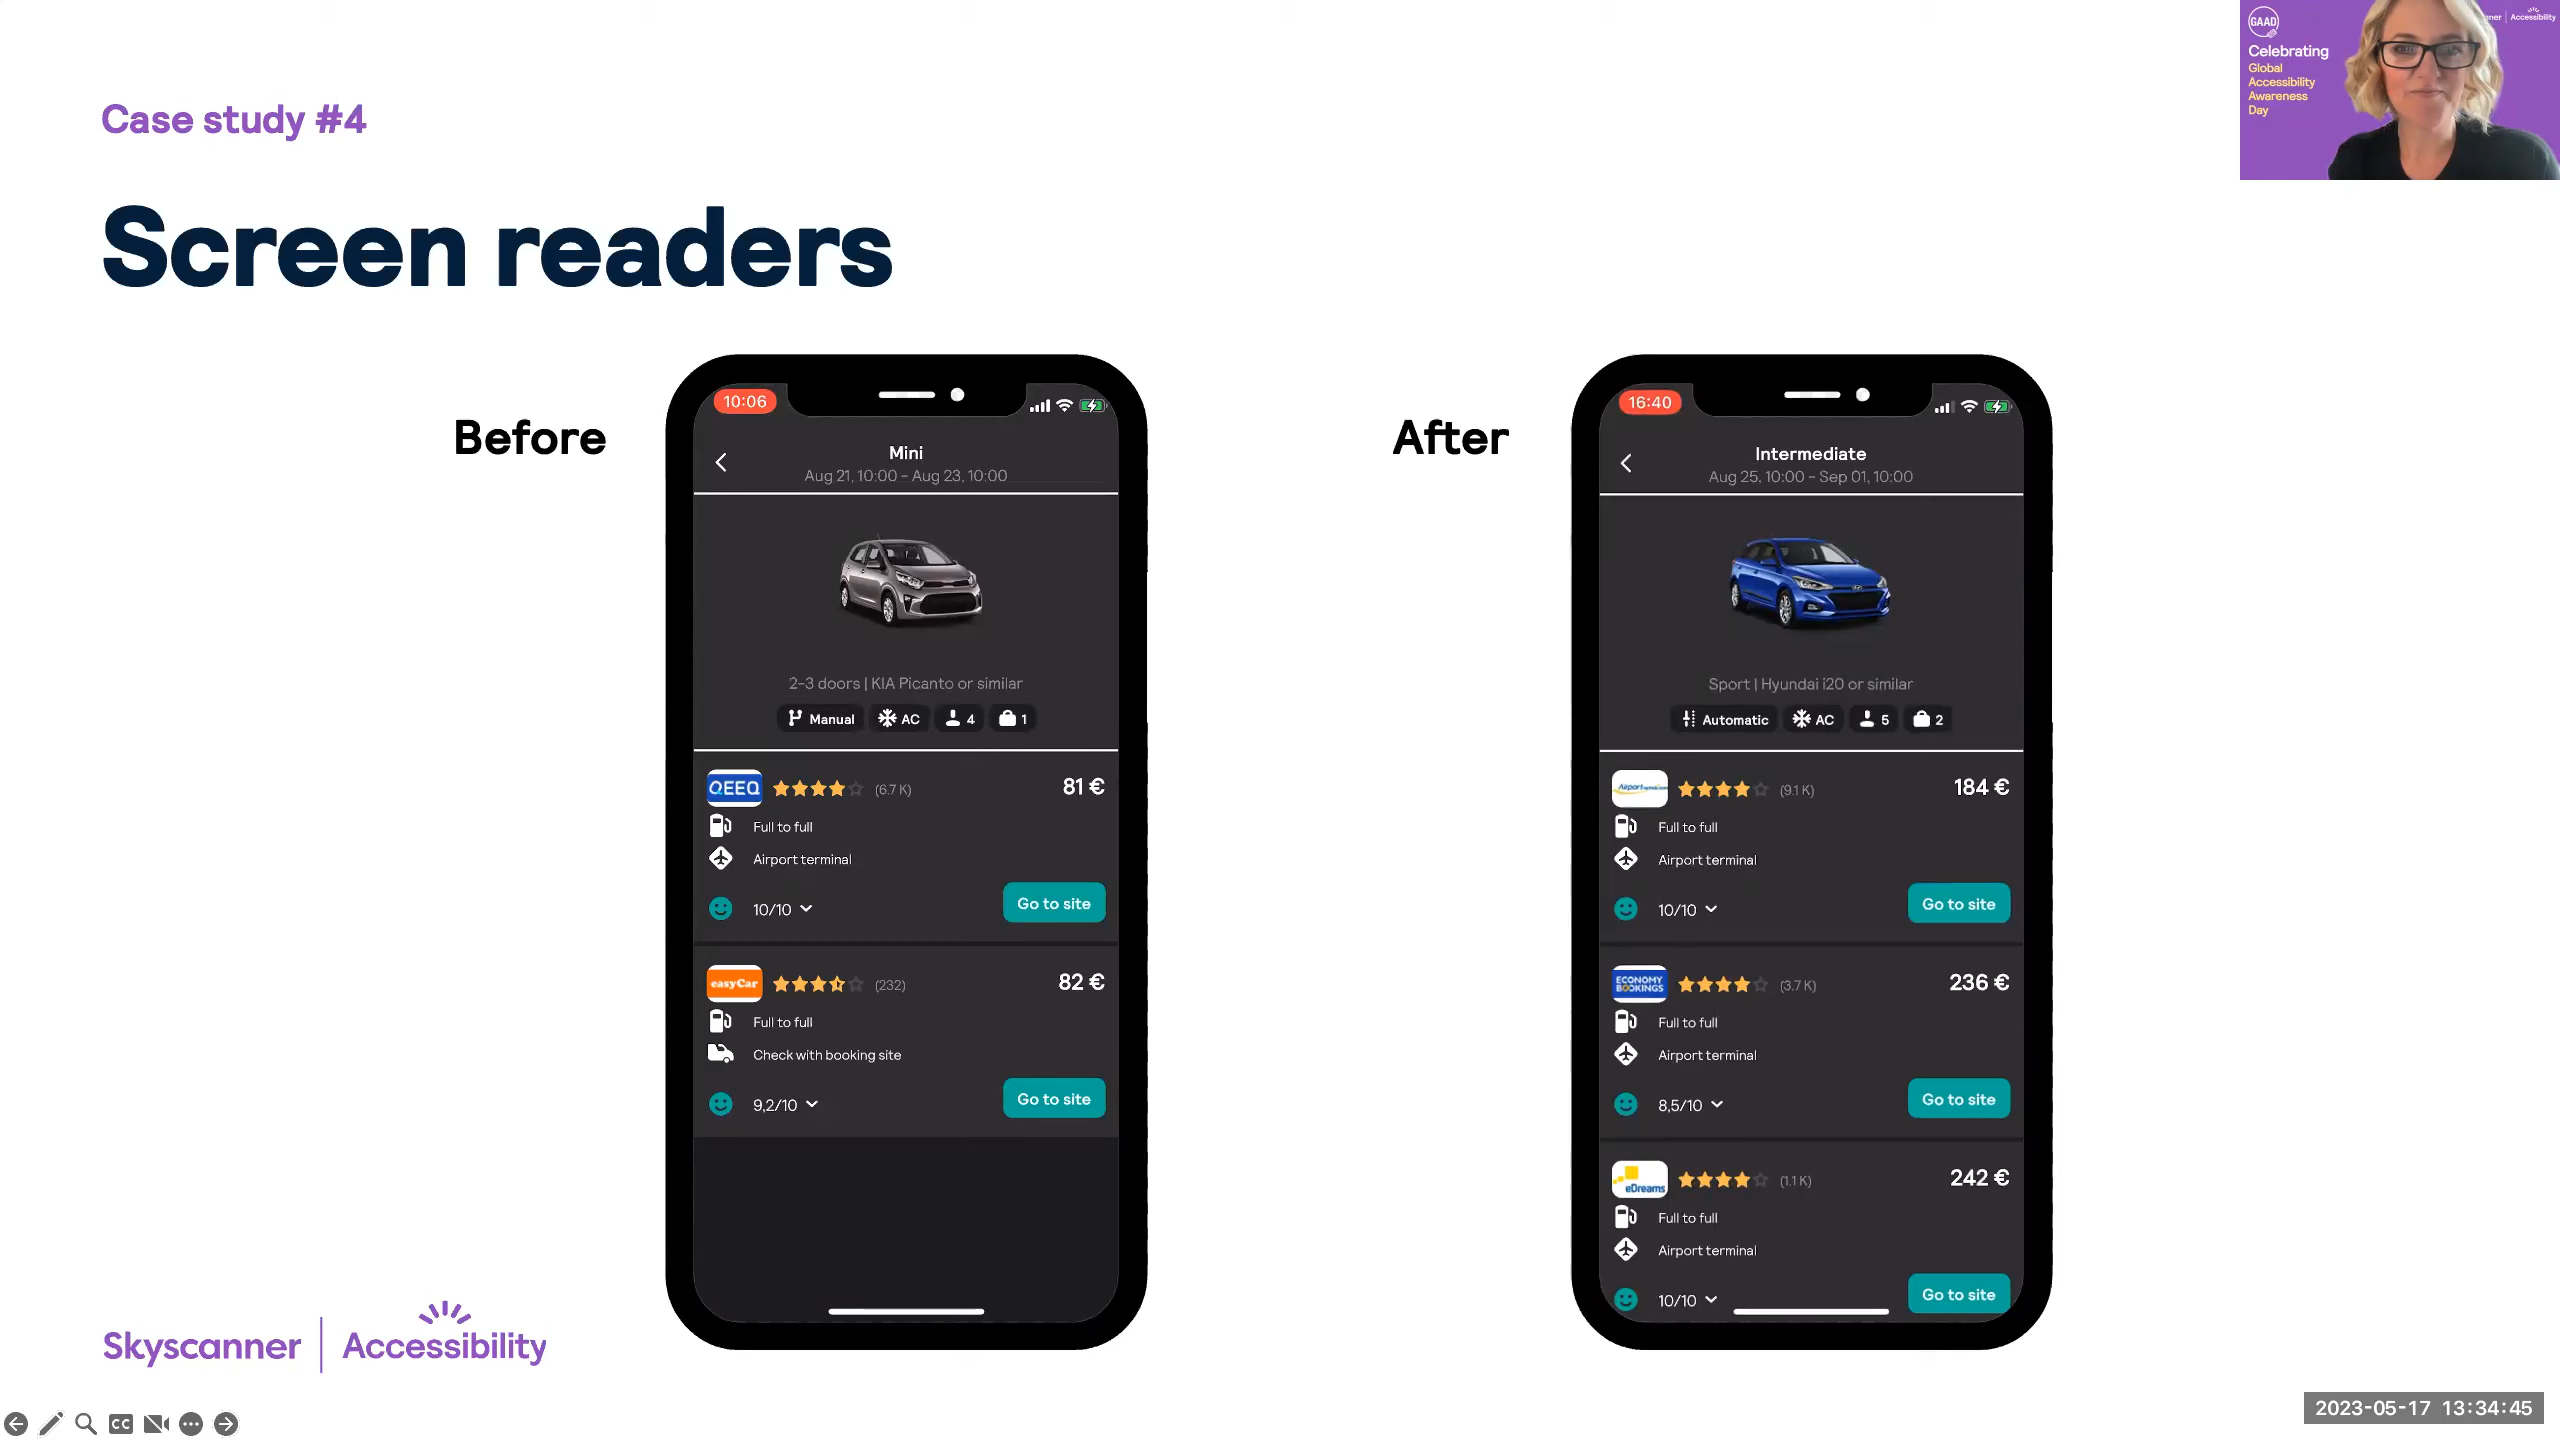 GAAD
nner | Accessibility
Celebrating
Global
Accessibility
Awareness
Day
Case study #4
Screen readers
Before
10:06
Mini
Aug 21, 10:00 - Aug 23, 10:00
2-3 doors | KIA Picanto or similar
Manual AC 4 1
QEEQ (6.7 K) 81 €
Full to full
Airport terminal
10/10 Go to site
easyCar (232) 82 €
Full to full
Check with booking site
9,2/10 Go to site
After
16:40
Intermediate
Aug 25, 10:00 - Sep 01, 10:00
Sport | Hyundai i20 or similar
Automatic AC 5 2
(9.1 K) 184 €
Full to full
Airport terminal
10/10 Go to site
ECONOMY
BOOKINGS (3.7 K) 236 €
Full to full
Airport terminal
8,5/10 Go to site
eDreams (1.1 K) 242 €
Full to full
Airport terminal
10/10 Go to site
Skyscanner | Accessibility
CC
2023-05-17 13:34:45